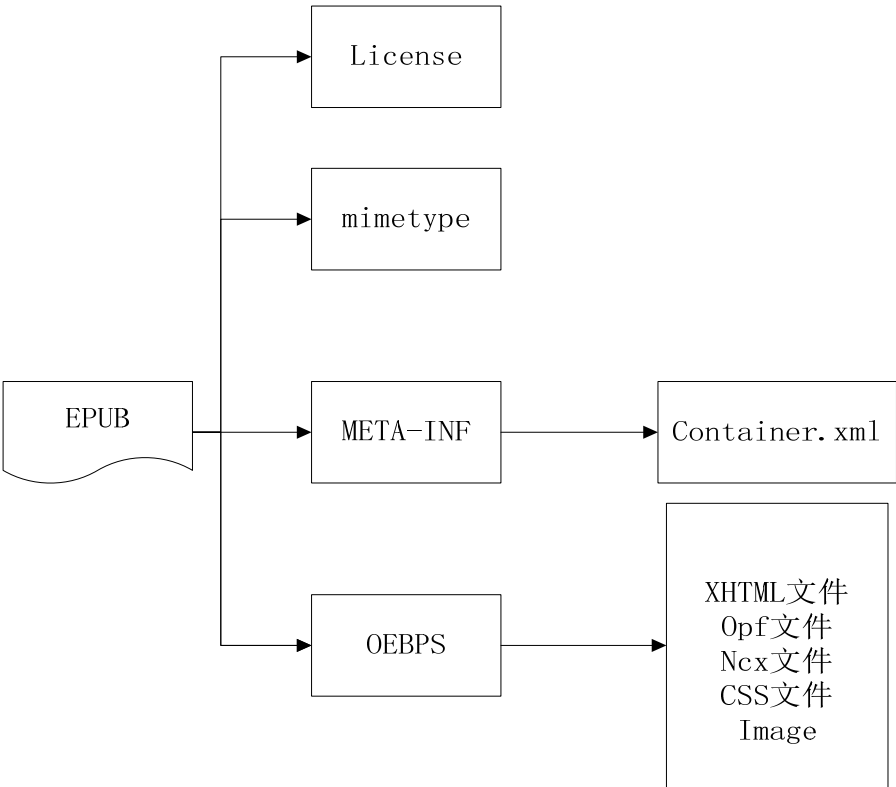 License
mimetype
EPUB
META-INF
Container.xml
OEBPS
XHTML文件
Opf文件
Ncx文件
CSS文件
Image